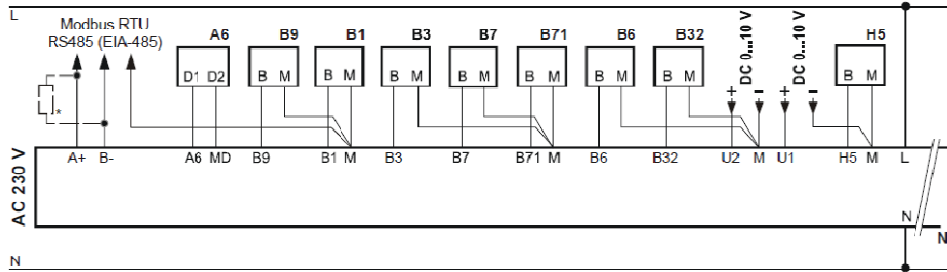 L
Modbus RTU
RS485 (EIA-485)
A6 B9 B1 B3 B7 B71 B6 B32 DC 0...10 V DC 0...10 V H5
D1 D2 B M B M B M B M B M B M B M + - + - B M
*
A+ B- A6 MD B9 B1 M B3 B7 B71 M B6 B32 U2 M U1 H5 M L
AC 230 V
N
N
N